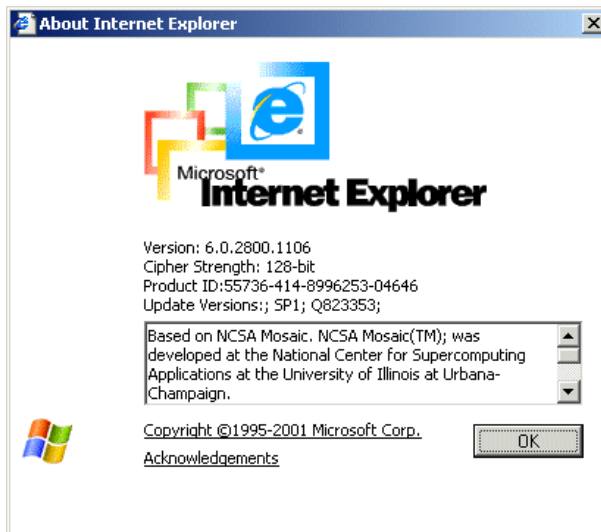 About Internet Explorer
Microsoft®
Internet Explorer
Version: 6.0.2800.1106
Cipher Strength: 128-bit
Product ID:55736-414-8996253-04646
Update Versions:; SP1; Q823353;
Based on NCSA Mosaic. NCSA Mosaic(TM); was
developed at the National Center for Supercomputing
Applications at the University of Illinois at Urbana-
Champaign.
Copyright ©1995-2001 Microsoft Corp.
OK
Acknowledgements